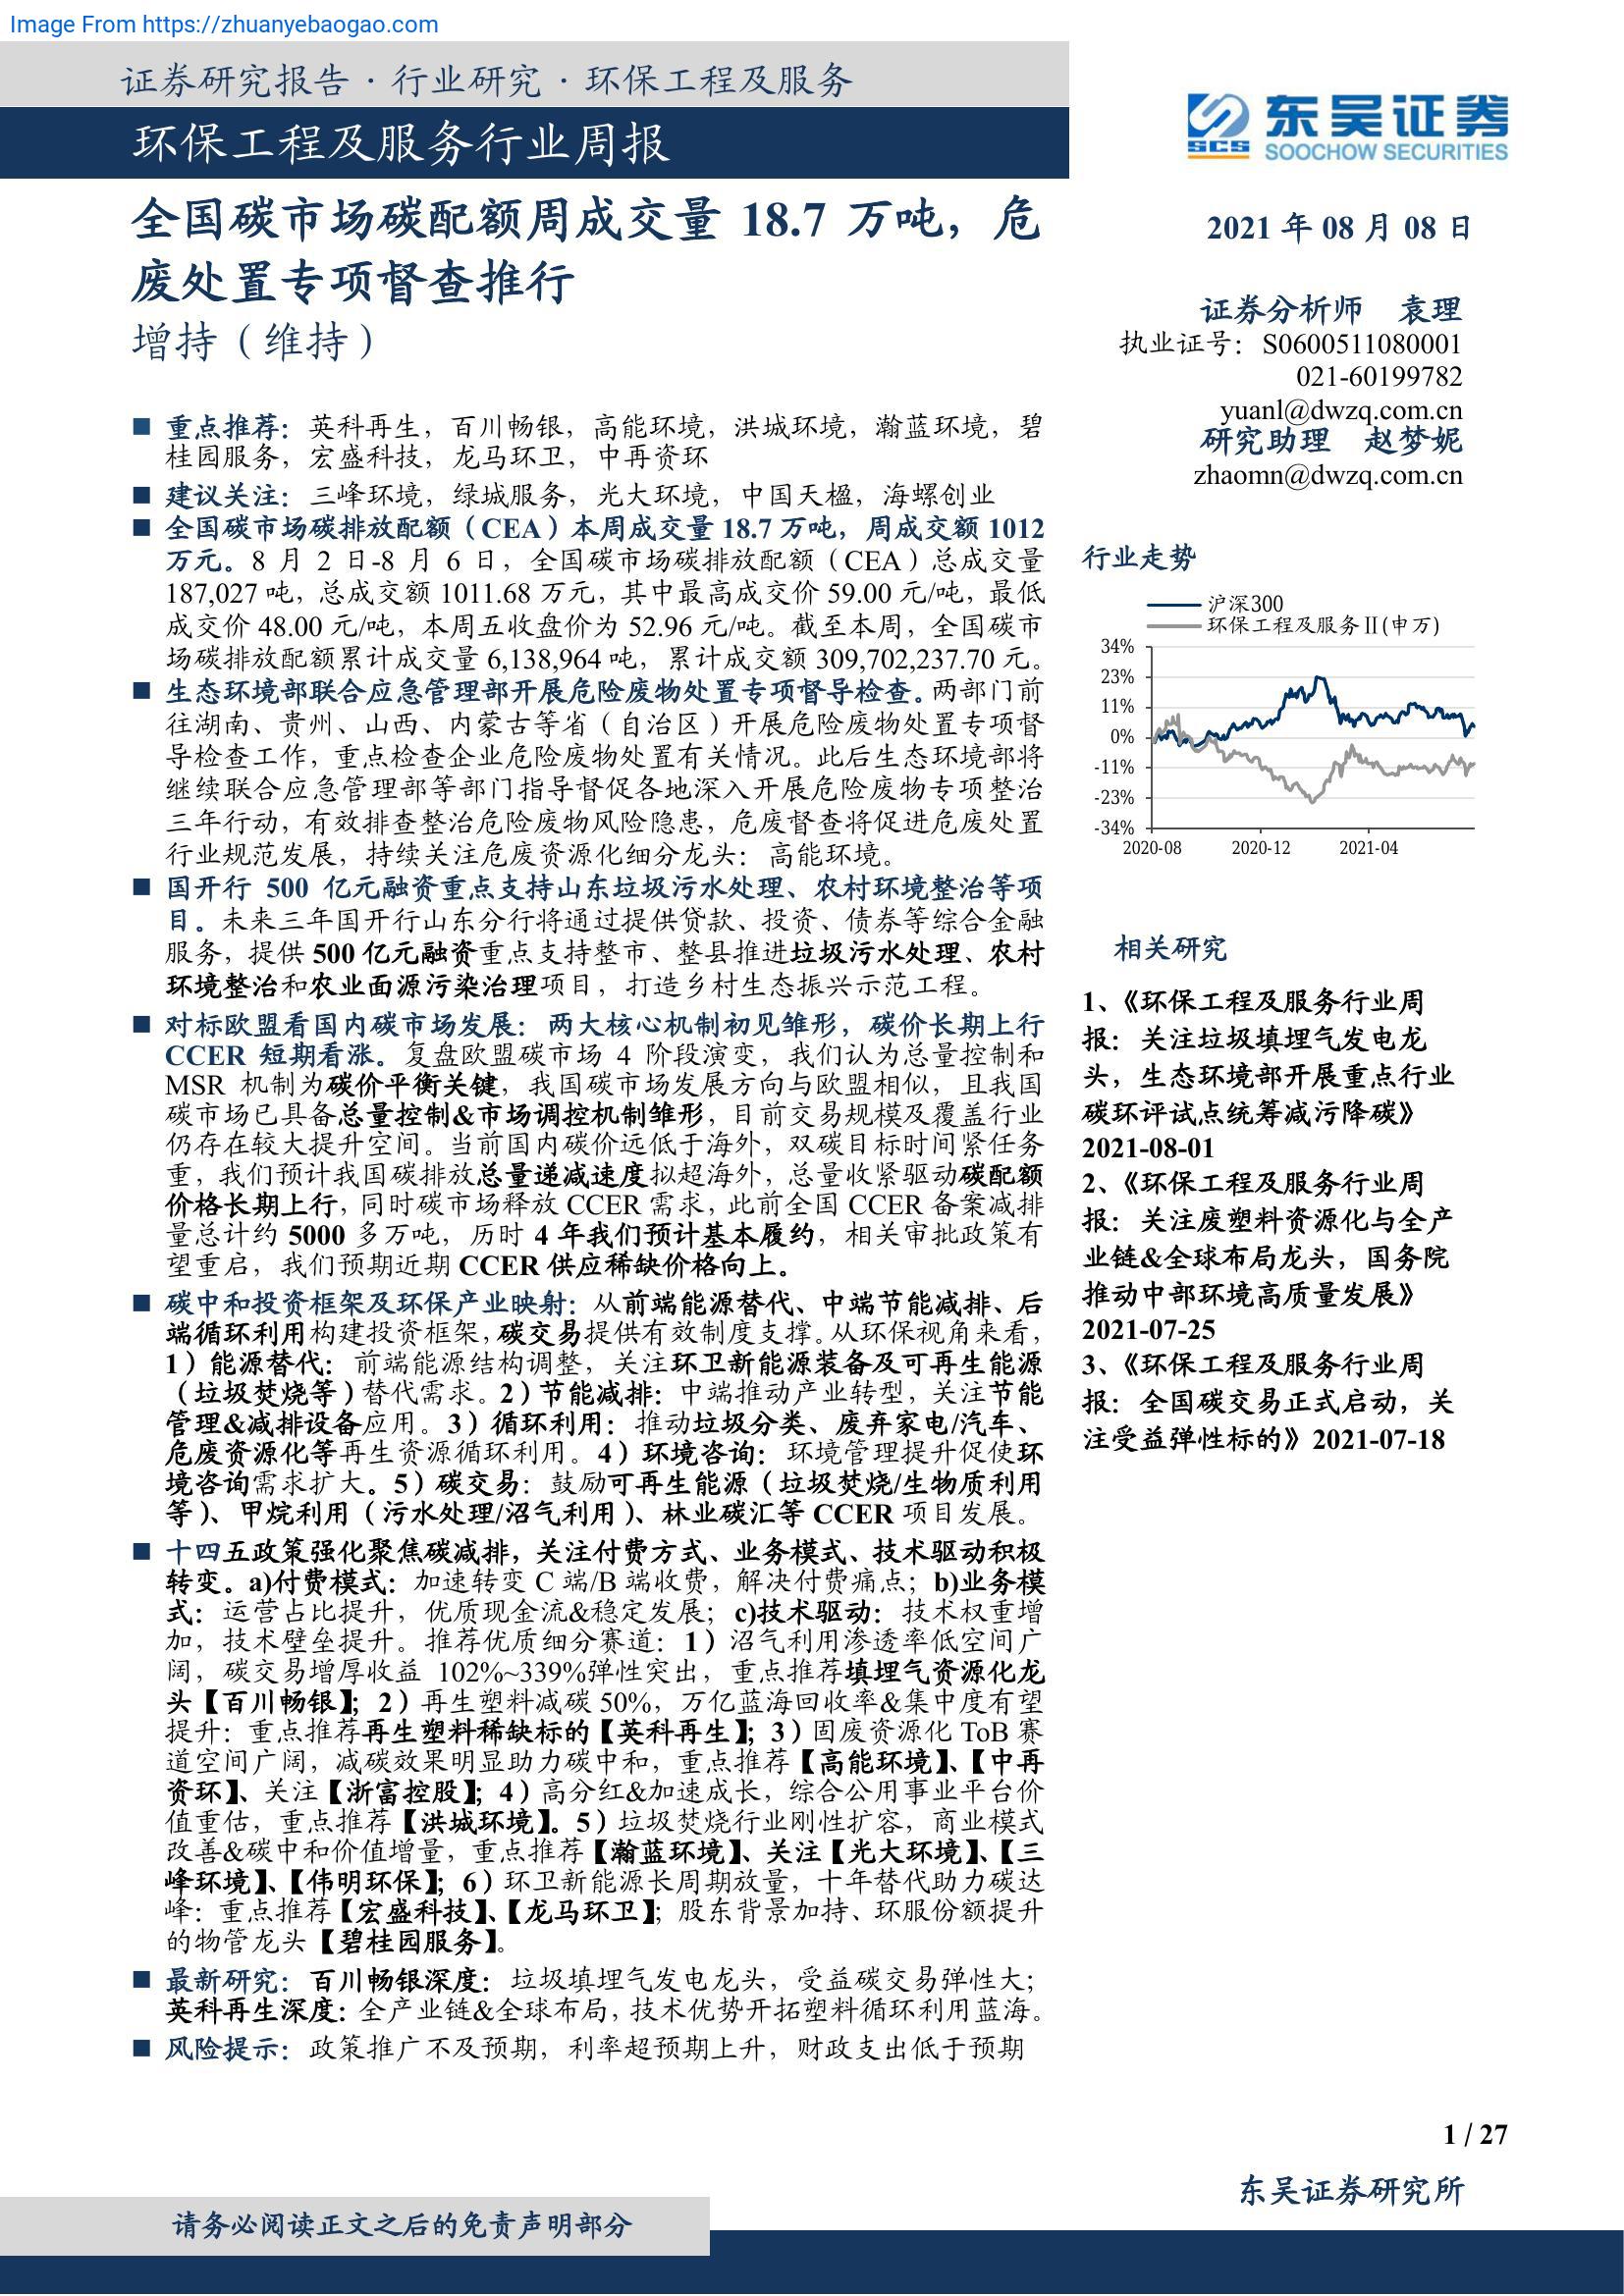 Image From https://zhuanyebaogao.com
证券研究报告·行业研究·环保工程及服务
环保工程及服务行业周报
东吴证券
SCS
SOOCHOW SECURITIES
全国碳市场碳配额周成交量 18.7 万吨，危
废处置专项督查推行
增持（维持）
■ 重点推荐：英科再生，百川畅银，高能环境，洪城环境，瀚蓝环境，碧
桂园服务，宏盛科技，龙马环卫，中再资环
■ 建议关注：三峰环境，绿城服务，光大环境，中国天楹，海螺创业
■ 全国碳市场碳排放配额（CEA）本周成交量 18.7 万吨，周成交额 1012
万元。8 月 2 日-8 月 6 日，全国碳市场碳排放配额（CEA）总成交量
187,027 吨，总成交额 1011.68 万元，其中最高成交价 59.00 元/吨，最低
成交价 48.00 元/吨，本周五收盘价为 52.96 元/吨。截至本周，全国碳市
场碳排放配额累计成交量 6,138,964 吨，累计成交额 309,702,237.70 元。
■ 生态环境部联合应急管理部开展危险废物处置专项督导检查。两部门前
往湖南、贵州、山西、内蒙古等省（自治区）开展危险废物处置专项督
导检查工作，重点检查企业危险废物处置有关情况。此后生态环境部将
继续联合应急管理部等部门指导督促各地深入开展危险废物专项整治
三年行动，有效排查整治危险废物风险隐患，危废督查将促进危废处置
行业规范发展，持续关注危废资源化细分龙头：高能环境。
■ 国开行 500 亿元融资重点支持山东垃圾污水处理、农村环境整治等项
目。未来三年国开行山东分行将通过提供贷款、投资、债券等综合金融
服务，提供 500 亿元融资重点支持整市、整县推进垃圾污水处理、农村
环境整治和农业面源污染治理项目，打造乡村生态振兴示范工程。
■ 对标欧盟看国内碳市场发展：两大核心机制初见雏形，碳价长期上行
CCER 短期看涨。复盘欧盟碳市场 4 阶段演变，我们认为总量控制和
MSR 机制为碳价平衡关键，我国碳市场发展方向与欧盟相似，且我国
碳市场已具备总量控制&市场调控机制雏形，目前交易规模及覆盖行业
仍存在较大提升空间。当前国内碳价远低于海外，双碳目标时间紧任务
重，我们预计我国碳排放总量递减速度拟超海外，总量收紧驱动碳配额
价格长期上行，同时碳市场释放 CCER 需求，此前全国 CCER 备案减排
量总计约 5000 多万吨，历时 4 年我们预计基本履约，相关审批政策有
望重启，我们预期近期 CCER 供应稀缺价格向上。
■ 碳中和投资框架及环保产业映射：从前端能源替代、中端节能减排、后
端循环利用构建投资框架，碳交易提供有效制度支撑。从环保视角来看，
1）能源替代：前端能源结构调整，关注环卫新能源装备及可再生能源
（垃圾焚烧等）替代需求。2）节能减排：中端推动产业转型，关注节能
管理&减排设备应用。3）循环利用：推动垃圾分类、废弃家电/汽车、
危废资源化等再生资源循环利用。4）环境咨询：环境管理提升促使环
境咨询需求扩大。5）碳交易：鼓励可再生能源（垃圾焚烧/生物质利用
等）、甲烷利用（污水处理/沼气利用）、林业碳汇等 CCER 项目发展。
■ 十四五政策强化聚焦碳减排，关注付费方式、业务模式、技术驱动积极
转变。a)付费模式：加速转变 C 端/B 端收费，解决付费痛点；b)业务模
式：运营占比提升，优质现金流&稳定发展；c)技术驱动：技术权重增
加，技术壁垒提升。推荐优质细分赛道：1）沼气利用渗透率低空间广
阔，碳交易增厚收益 102%~339%弹性突出，重点推荐填埋气资源化龙
头【百川畅银】；2）再生塑料减碳 50%，万亿蓝海回收率&集中度有望
提升：重点推荐再生塑料稀缺标的【英科再生】；3）固废资源化 ToB 赛
道空间广阔，减碳效果明显助力碳中和，重点推荐【高能环境】、【中再
资环】、关注【浙富控股】；4）高分红&加速成长，综合公用事业平台价
值重估，重点推荐【洪城环境】。5）垃圾焚烧行业刚性扩容，商业模式
改善&碳中和价值增量，重点推荐【瀚蓝环境】、关注【光大环境】、【三
峰环境】、【伟明环保】；6）环卫新能源长周期放量，十年替代助力碳达
峰：重点推荐【宏盛科技】、【龙马环卫】；股东背景加持、环服份额提升
的物管龙头【碧桂园服务】。
■ 最新研究：百川畅银深度：垃圾填埋气发电龙头，受益碳交易弹性大；
英科再生深度：全产业链&全球布局，技术优势开拓塑料循环利用蓝海。
■ 风险提示：政策推广不及预期，利率超预期上升，财政支出低于预期
2021 年 08 月 08 日
证券分析师 袁理
执业证号：S0600511080001
021-60199782
yuanl@dwzq.com.cn
研究助理 赵梦妮
zhaomn@dwzq.com.cn
行业走势
沪深300
环保工程及服务Ⅱ(申万)
34%
23%
11%
0%
-11%
-23%
-34%
2020-08 2020-12 2021-04
相关研究
1、《环保工程及服务行业周
报：关注垃圾填埋气发电龙
头，生态环境部开展重点行业
碳环评试点统筹减污降碳》
2021-08-01
2、《环保工程及服务行业周
报：关注废塑料资源化与全产
业链&全球布局龙头，国务院
推动中部环境高质量发展》
2021-07-25
3、《环保工程及服务行业周
报：全国碳交易正式启动，关
注受益弹性标的》2021-07-18
1 / 27
东吴证券研究所
请务必阅读正文之后的免责声明部分